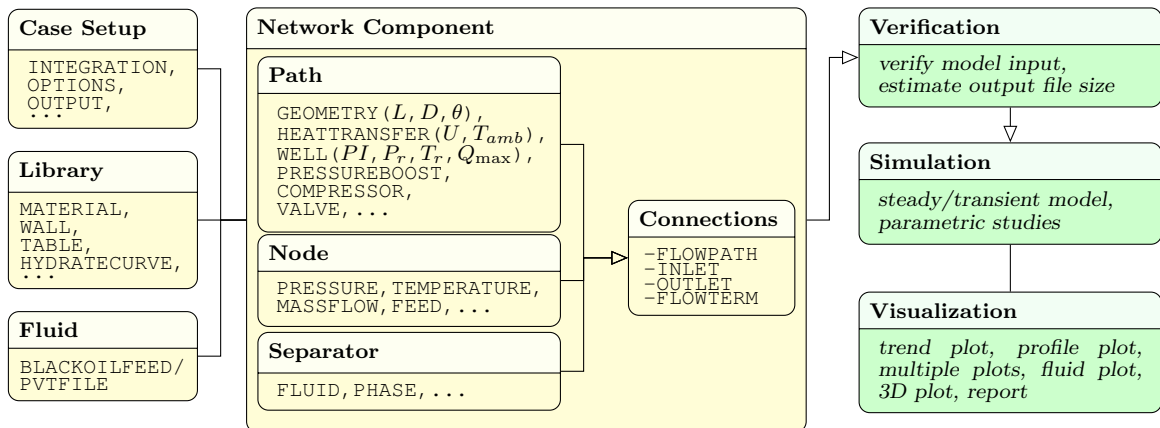 Case Setup
INTEGRATION,
OPTIONS,
OUTPUT,
...
Library
MATERIAL,
WALL,
TABLE,
HYDRATECURVE,
...
Fluid
BLACKOILFEED/
PVTFILE
Network Component
Path
GEOMETRY(L, D, θ),
HEATTRANSFER(U, T_amb),
WELL(PI, P_r, T_r, Q_max),
PRESSUREBOOST,
COMPRESSOR,
VALVE, ...
Node
PRESSURE, TEMPERATURE,
MASSFLOW, FEED, ...
Separator
FLUID, PHASE, ...
Connections
-FLOWPATH
-INLET
-OUTLET
-FLOWTERM
Verification
verify model input,
estimate output file size
Simulation
steady/transient model,
parametric studies
Visualization
trend plot, profile plot,
multiple plots, fluid plot,
3D plot, report